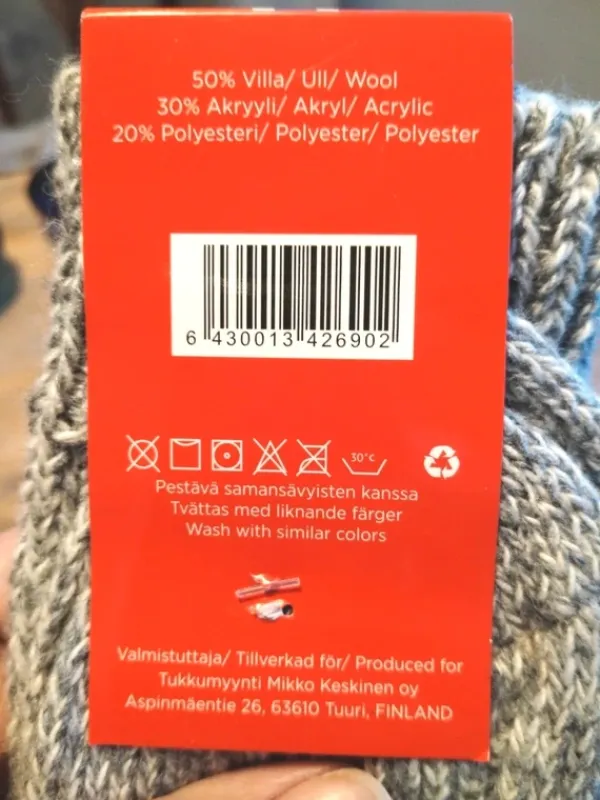 50% Villa/ Ull/ Wool
30% Akryyli/ Akryl/ Acrylic
20% Polyesteri/ Polyester/ Polyester
6 430013 426902
30°C
Pestävä samansävyisten kanssa
Tvättas med liknande färger
Wash with similar colors
Valmistuttaja/ Tillverkad för/ Produced for
Tukkumyynti Mikko Keskinen oy
Aspinmäentie 26, 63610 Tuuri, FINLAND